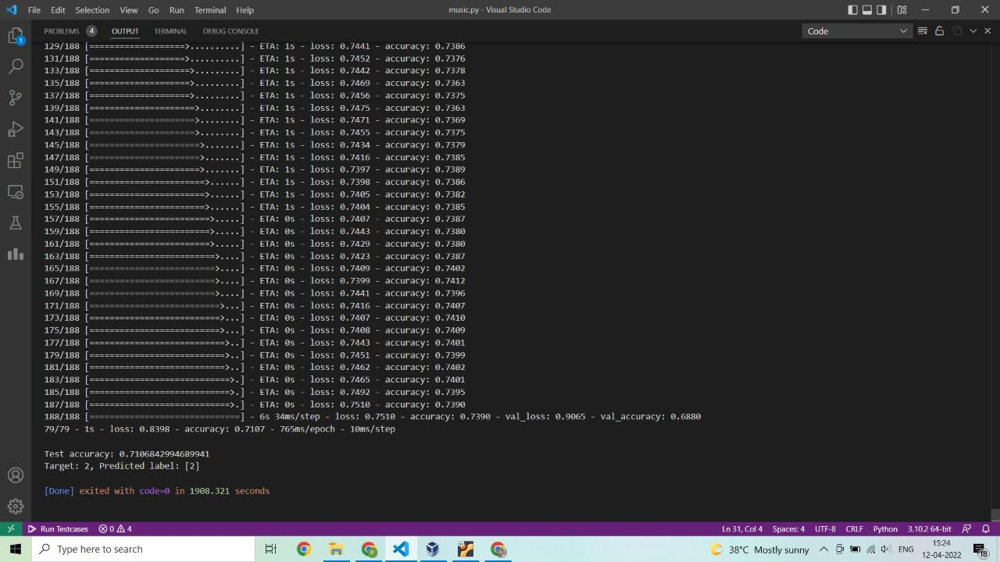 File Edit Selection View Go Run Terminal Help music.py - Visual Studio Code
PROBLEMS 4 OUTPUT TERMINAL DEBUG CONSOLE Code
129/188 [===================>..........] - ETA: 1s - loss: 0.7441 - accuracy: 0.7386
131/188 [===================>..........] - ETA: 1s - loss: 0.7452 - accuracy: 0.7376
133/188 [====================>.........] - ETA: 1s - loss: 0.7442 - accuracy: 0.7378
135/188 [====================>.........] - ETA: 1s - loss: 0.7469 - accuracy: 0.7363
137/188 [====================>.........] - ETA: 1s - loss: 0.7456 - accuracy: 0.7375
139/188 [=====================>........] - ETA: 1s - loss: 0.7475 - accuracy: 0.7363
141/188 [=====================>........] - ETA: 1s - loss: 0.7471 - accuracy: 0.7369
143/188 [=====================>........] - ETA: 1s - loss: 0.7455 - accuracy: 0.7375
145/188 [======================>.......] - ETA: 1s - loss: 0.7434 - accuracy: 0.7379
147/188 [======================>.......] - ETA: 1s - loss: 0.7416 - accuracy: 0.7385
149/188 [======================>.......] - ETA: 1s - loss: 0.7397 - accuracy: 0.7389
151/188 [=======================>......] - ETA: 1s - loss: 0.7398 - accuracy: 0.7386
153/188 [=======================>......] - ETA: 1s - loss: 0.7405 - accuracy: 0.7382
155/188 [=======================>......] - ETA: 1s - loss: 0.7404 - accuracy: 0.7385
157/188 [========================>.....] - ETA: 0s - loss: 0.7407 - accuracy: 0.7387
159/188 [========================>.....] - ETA: 0s - loss: 0.7443 - accuracy: 0.7380
161/188 [========================>.....] - ETA: 0s - loss: 0.7429 - accuracy: 0.7380
163/188 [=========================>....] - ETA: 0s - loss: 0.7423 - accuracy: 0.7387
165/188 [=========================>....] - ETA: 0s - loss: 0.7409 - accuracy: 0.7402
167/188 [=========================>....] - ETA: 0s - loss: 0.7399 - accuracy: 0.7412
169/188 [=========================>....] - ETA: 0s - loss: 0.7441 - accuracy: 0.7396
171/188 [==========================>...] - ETA: 0s - loss: 0.7416 - accuracy: 0.7407
173/188 [==========================>...] - ETA: 0s - loss: 0.7407 - accuracy: 0.7410
175/188 [==========================>...] - ETA: 0s - loss: 0.7408 - accuracy: 0.7409
177/188 [===========================>..] - ETA: 0s - loss: 0.7443 - accuracy: 0.7401
179/188 [===========================>..] - ETA: 0s - loss: 0.7451 - accuracy: 0.7399
181/188 [===========================>..] - ETA: 0s - loss: 0.7462 - accuracy: 0.7402
183/188 [============================>.] - ETA: 0s - loss: 0.7465 - accuracy: 0.7401
185/188 [============================>.] - ETA: 0s - loss: 0.7492 - accuracy: 0.7395
187/188 [============================>.] - ETA: 0s - loss: 0.7510 - accuracy: 0.7390
188/188 [==============================] - 6s 34ms/step - loss: 0.7510 - accuracy: 0.7390 - val_loss: 0.9065 - val_accuracy: 0.6880
79/79 - 1s - loss: 0.8398 - accuracy: 0.7107 - 765ms/epoch - 10ms/step
Test accuracy: 0.7106842994689941
Target: 2, Predicted label: [2]
[Done] exited with code=0 in 1908.321 seconds
Run Testcases 0 4 Ln 31, Col 4 Spaces: 4 UTF-8 CRLF Python 3.10.2 64-bit
Type here to search 38°C Mostly sunny ENG 15:24
12-04-2022 18